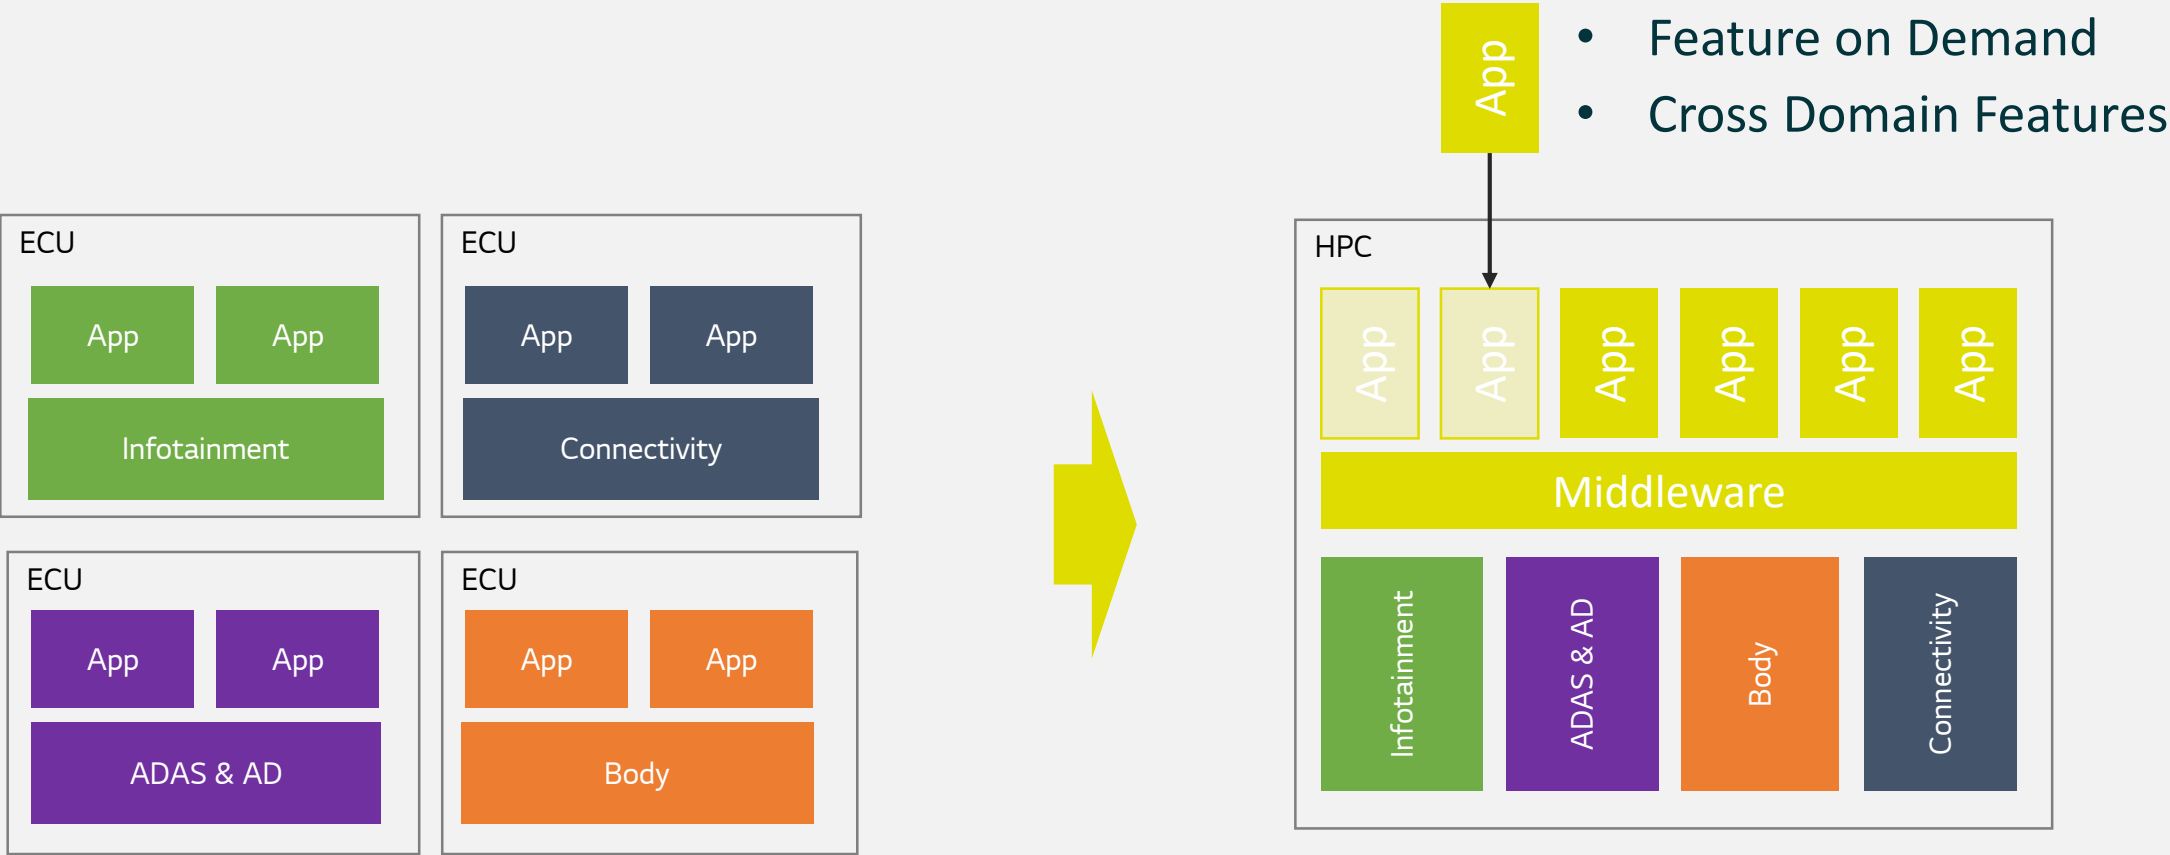 App
• Feature on Demand
• Cross Domain Features
ECU
App App
Infotainment
ECU
App App
Connectivity
ECU
App App
ADAS & AD
ECU
App App
Body
HPC
App App App App App App
Middleware
Infotainment
ADAS & AD
Body
Connectivity